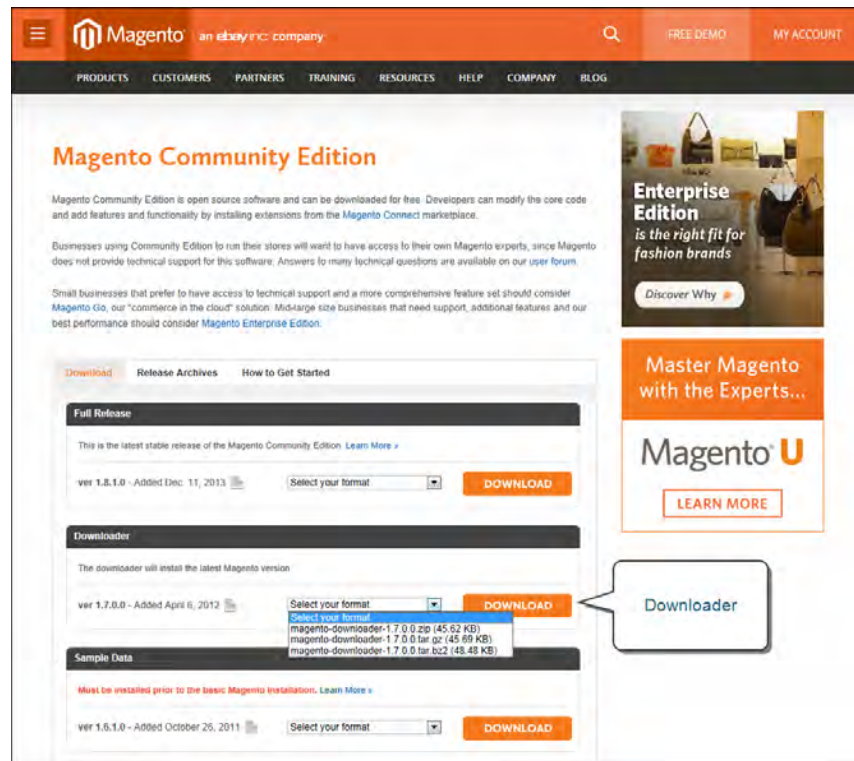 Magento an ebay inc company
FREE DEMO
MY ACCOUNT
PRODUCTS CUSTOMERS PARTNERS TRAINING RESOURCES HELP COMPANY BLOG
Magento Community Edition
Magento Community Edition is open source software and can be downloaded for free. Developers can modify the core code
and add features and functionality by installing extensions from the Magento Connect marketplace.
Businesses using Community Edition to run their stores will want to have access to their own Magento experts, since Magento
does not provide technical support for this software. Answers to many technical questions are available on our user forum.
Small businesses that prefer to have access to technical support and a more comprehensive feature set should consider
Magento Go, our "commerce in the cloud" solution. Mid-large size businesses that need support, additional features and our
best performance should consider Magento Enterprise Edition.
Enterprise
Edition
is the right fit for
fashion brands
Discover Why
Master Magento
with the Experts...
Magento U
LEARN MORE
Download Release Archives How to Get Started
Full Release
This is the latest stable release of the Magento Community Edition. Learn More »
ver 1.8.1.0 - Added Dec. 11, 2013 Select your format DOWNLOAD
Downloader
The downloader will install the latest Magento version
ver 1.7.0.0 - Added April 6, 2012 Select your format DOWNLOAD
Select your format
magento-downloader-1.7.0.0.zip (45.62 KB)
magento-downloader-1.7.0.0.tar.gz (45.69 KB)
magento-downloader-1.7.0.0.tar.bz2 (48.48 KB)
Downloader
Sample Data
Must be installed prior to the basic Magento Installation. Learn More »
ver 1.6.1.0 - Added October 26, 2011 Select your format DOWNLOAD